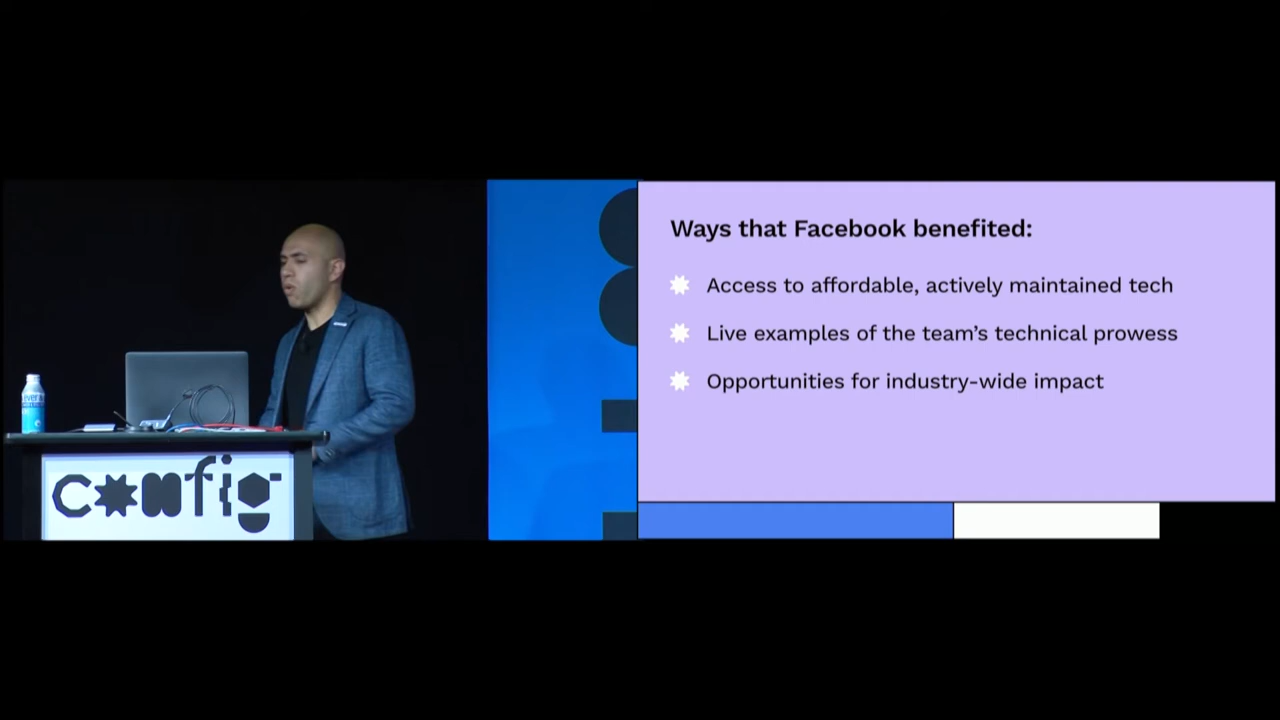 config
Ways that Facebook benefited:
Access to affordable, actively maintained tech
Live examples of the team’s technical prowess
Opportunities for industry-wide impact